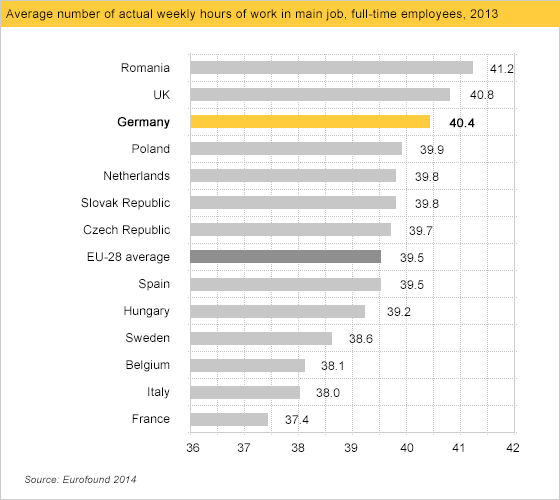 Average number of actual weekly hours of work in main job, full-time employees, 2013
Romania 41.2
UK 40.8
Germany 40.4
Poland 39.9
Netherlands 39.8
Slovak Republic 39.8
Czech Republic 39.7
EU-28 average 39.5
Spain 39.5
Hungary 39.2
Sweden 38.6
Belgium 38.1
Italy 38.0
France 37.4
36 37 38 39 40 41 42
Source: Eurofound 2014